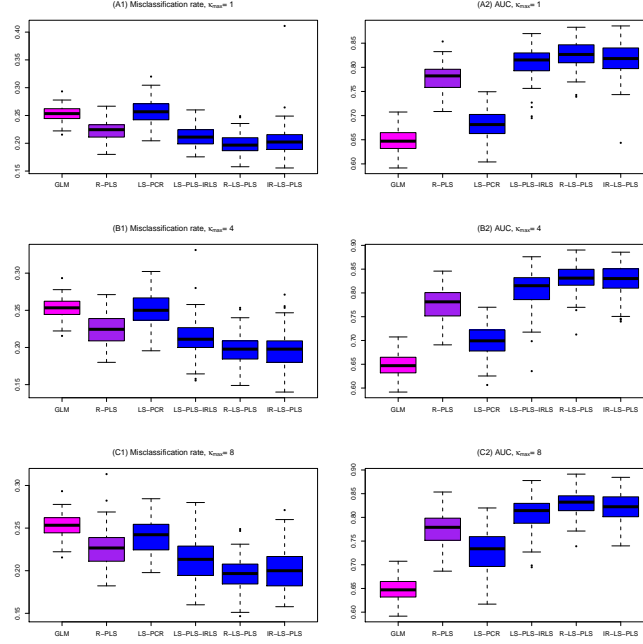 (A1) Misclassification rate, κmax= 1
0.40
0.35
0.30
0.25
0.20
0.15
GLM R−PLS LS−PCR LS−PLS−IRLS R−LS−PLS IR−LS−PLS
(A2) AUC, κmax= 1
0.85
0.80
0.75
0.70
0.65
0.60
GLM R−PLS LS−PCR LS−PLS−IRLS R−LS−PLS IR−LS−PLS
(B1) Misclassification rate, κmax= 4
0.30
0.25
0.20
0.15
GLM R−PLS LS−PCR LS−PLS−IRLS R−LS−PLS IR−LS−PLS
(B2) AUC, κmax= 4
0.90
0.85
0.80
0.75
0.70
0.65
0.60
GLM R−PLS LS−PCR LS−PLS−IRLS R−LS−PLS IR−LS−PLS
(C1) Misclassification rate, κmax= 8
0.30
0.25
0.20
0.15
GLM R−PLS LS−PCR LS−PLS−IRLS R−LS−PLS IR−LS−PLS
(C2) AUC, κmax= 8
0.90
0.85
0.80
0.75
0.70
0.65
0.60
GLM R−PLS LS−PCR LS−PLS−IRLS R−LS−PLS IR−LS−PLS